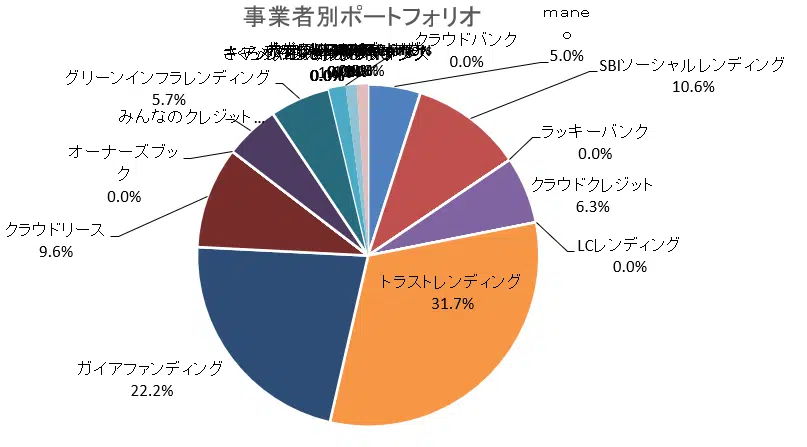 事業者別ポートフォリオ
mane
o
5.0%
クラウドバンク
0.0%
SBIソーシャルレンディング
10.6%
ラッキーバンク
0.0%
クラウドクレジット
6.3%
LCレンディング
0.0%
トラストレンディング
31.7%
ガイアファンディング
22.2%
クラウドリース
9.6%
オーナーズブッ
ク
0.0%
みんなのクレジット…
グリーンインフラレンディング
5.7%